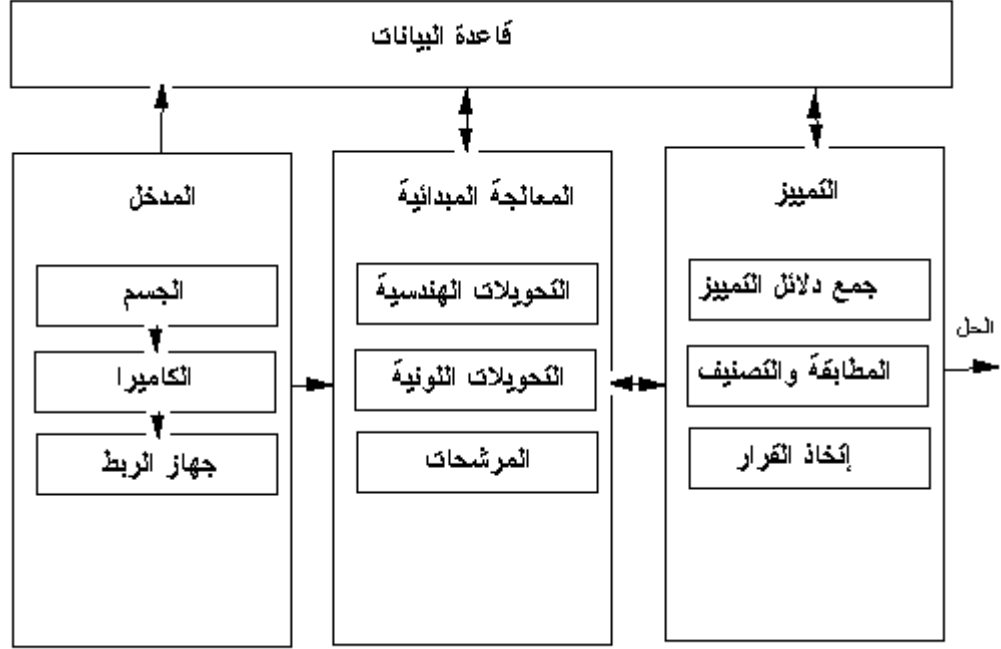 قاعدة البيانات
المدخل
الجسم
الكاميرا
جهاز الربط
المعالجة المبدائية
التحويلات الهندسية
التحويلات اللونية
المرشحات
التمييز
جمع دلائل التمييز
المطابقة والتصنيف
إتخاذ القرار
الحل